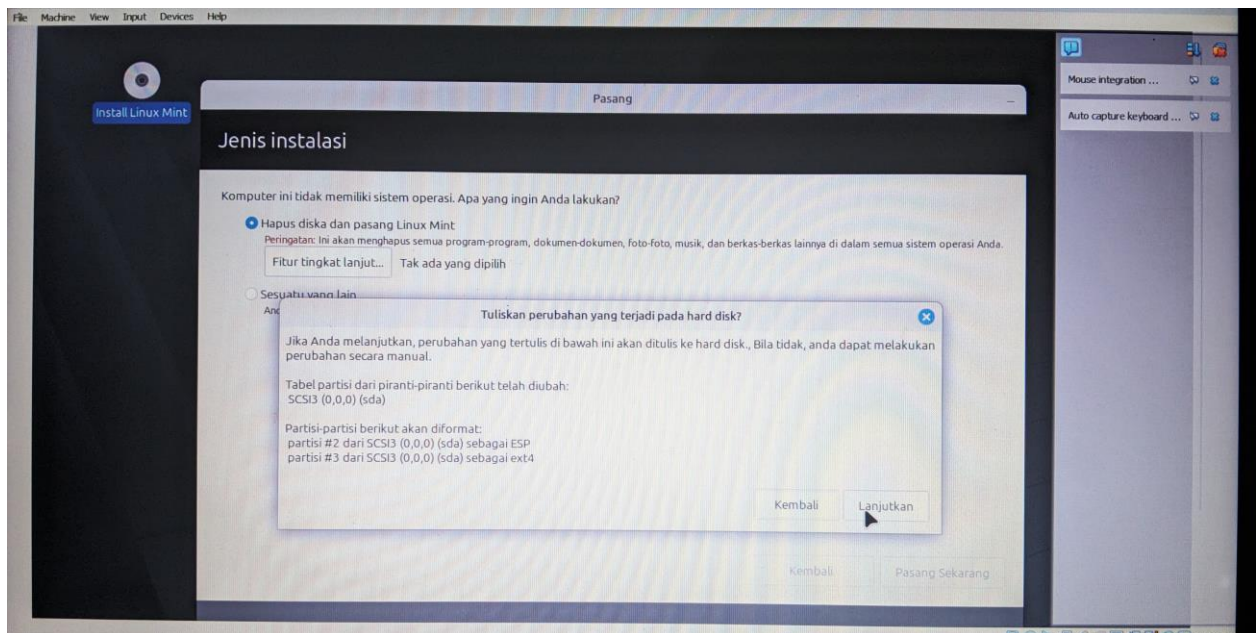 File Machine View Input Devices Help
Install Linux Mint
Pasang
Jenis instalasi
Komputer ini tidak memiliki sistem operasi. Apa yang ingin Anda lakukan?
Hapus diska dan pasang Linux Mint
Peringatan: Ini akan menghapus semua program-program, dokumen-dokumen, foto-foto, musik, dan berkas-berkas lainnya di dalam semua sistem operasi Anda.
Fitur tingkat lanjut... Tak ada yang dipilih
Sesuatu yang lain
Tuliskan perubahan yang terjadi pada hard disk?
Jika Anda melanjutkan, perubahan yang tertulis di bawah ini akan ditulis ke hard disk., Bila tidak, anda dapat melakukan
perubahan secara manual.
Tabel partisi dari piranti-piranti berikut telah diubah:
SCSI3 (0,0,0) (sda)
Partisi-partisi berikut akan diformat:
partisi #2 dari SCSI3 (0,0,0) (sda) sebagai ESP
partisi #3 dari SCSI3 (0,0,0) (sda) sebagai ext4
Kembali Lanjutkan
Kembali Pasang Sekarang
Mouse integration ...
Auto capture keyboard ...